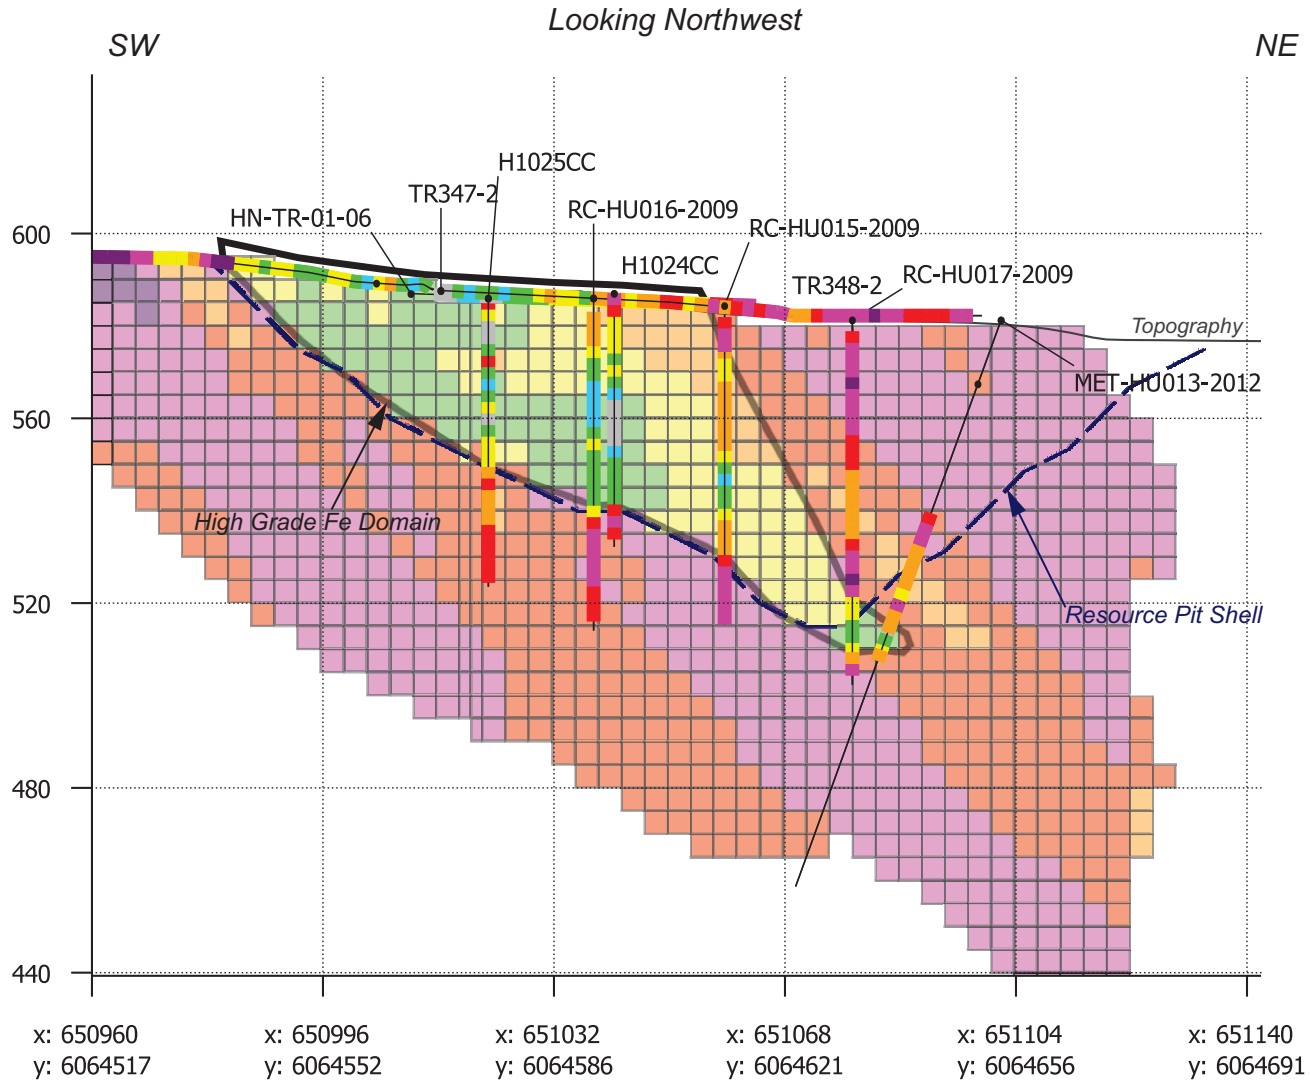 Looking Northwest
SW
NE
H1025CC
TR347-2
HN-TR-01-06
RC-HU016-2009
RC-HU015-2009
600
H1024CC
TR348-2
RC-HU017-2009
Topography
MET-HU013-2012
560
High Grade Fe Domain
520
Resource Pit Shell
480
440
x: 650960
y: 6064517
x: 650996
y: 6064552
x: 651032
y: 6064586
x: 651068
y: 6064621
x: 651104
y: 6064656
x: 651140
y: 6064691